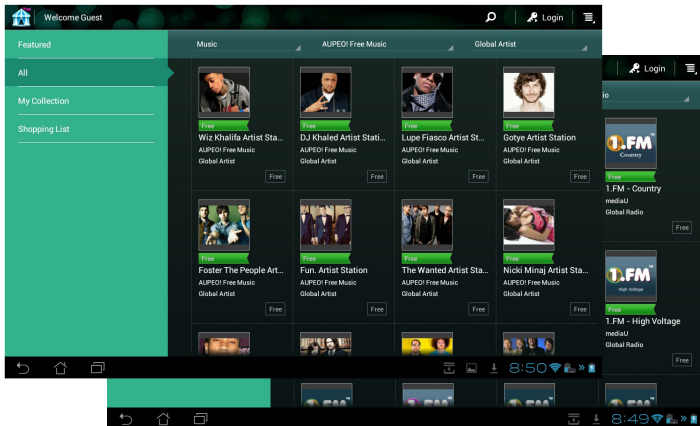 Welcome Guest
Login
Featured
All
My Collection
Shopping List
Music
AUPEO! Free Music
Global Artist
Free
Wiz Khalifa Artist Sta...
AUPEO! Free Music
Global Artist
Free
Free
DJ Khaled Artist Stati...
AUPEO! Free Music
Global Artist
Free
Free
Lupe Fiasco Artist St...
AUPEO! Free Music
Global Artist
Free
Free
Gotye Artist Station
AUPEO! Free Music
Global Artist
Free
Free
Foster The People Art...
AUPEO! Free Music
Global Artist
Free
Free
Fun. Artist Station
AUPEO! Free Music
Global Artist
Free
Free
The Wanted Artist Sta...
AUPEO! Free Music
Global Artist
Free
Free
Nicki Minaj Artist Sta...
AUPEO! Free Music
Global Artist
Free
8:50
Login
io
1.FM™
Country
Free
1.FM - Country
mediaU
Global Radio
Free
1.FM™
High Voltage
Free
1.FM - High Voltage
mediaU
Global Radio
Free
8:49